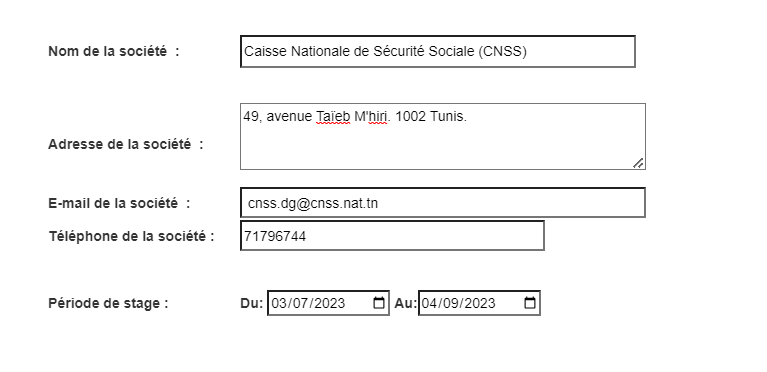 Nom de la société : Caisse Nationale de Sécurité Sociale (CNSS)
49, avenue Taïeb M'hiri. 1002 Tunis.
Adresse de la société :
E-mail de la société : cnss.dg@cnss.nat.tn
Téléphone de la société : 71796744
Période de stage : Du: 03/07/2023 Au: 04/09/2023